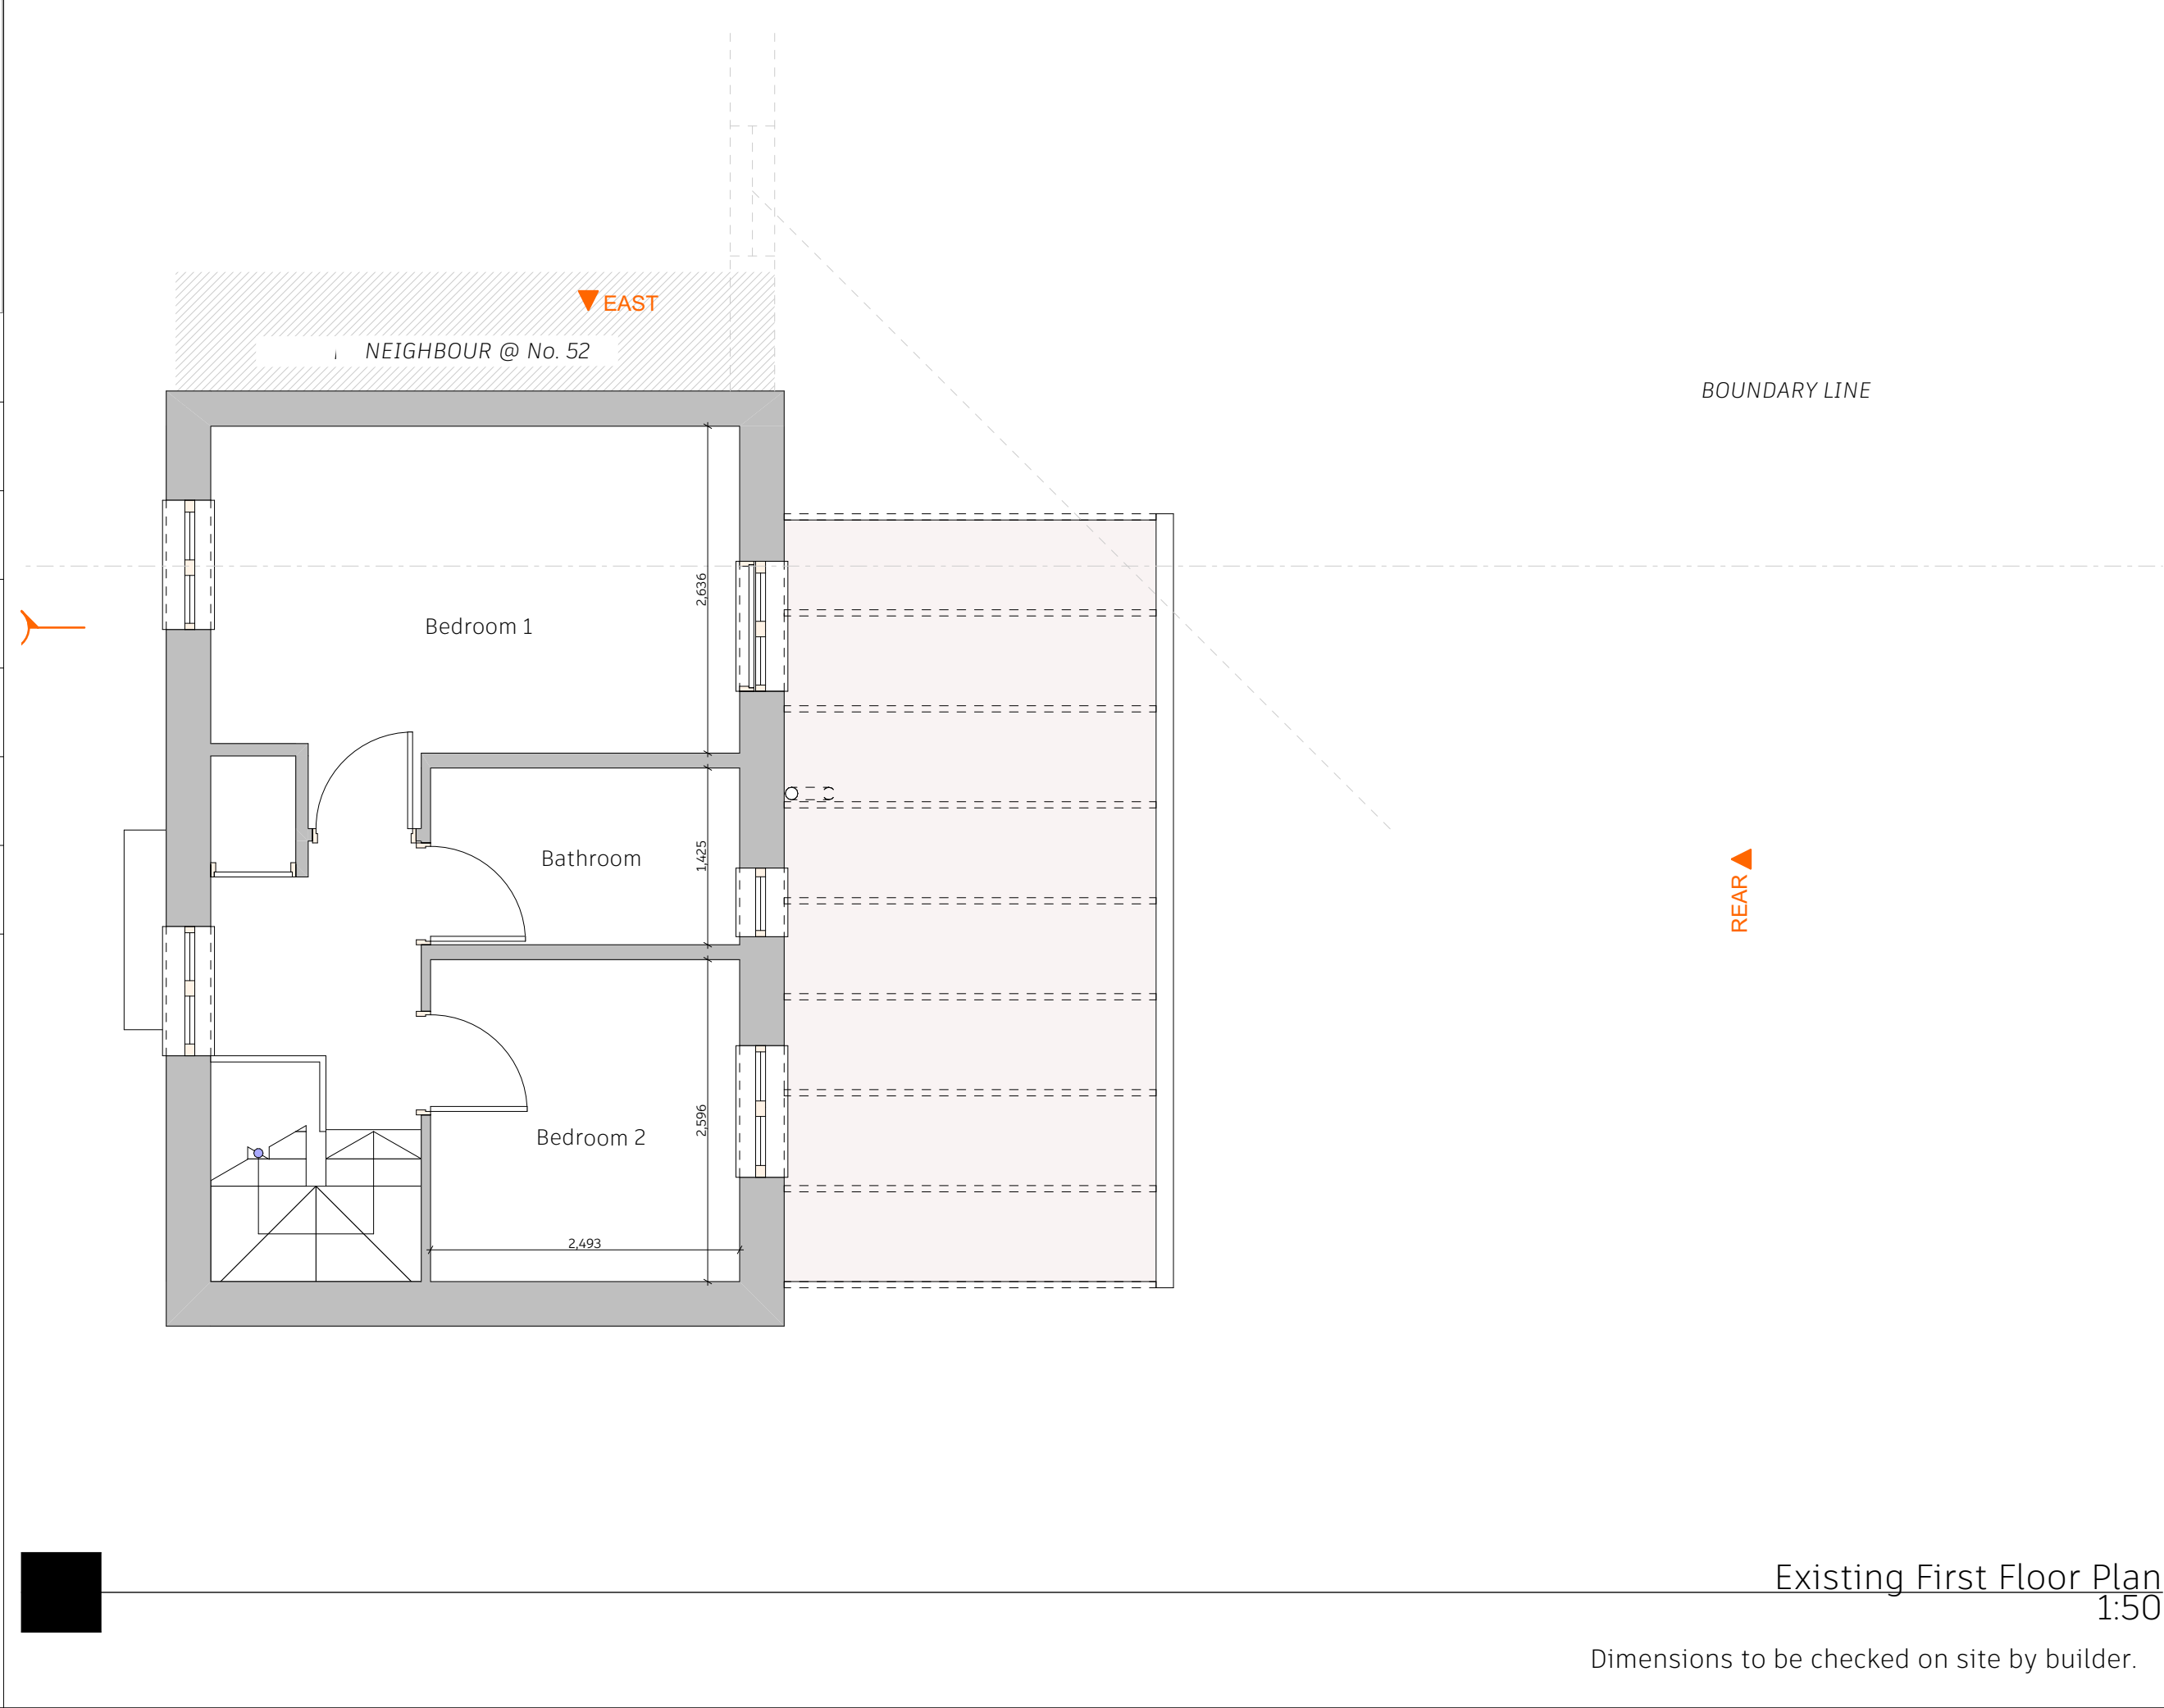 EAST
NEIGHBOUR @ No. 52
BOUNDARY LINE
2,636
Bedroom 1
Bathroom
1,425
REAR
2,596
Bedroom 2
2,493
Existing First Floor Plan
1:50
Dimensions to be checked on site by builder.